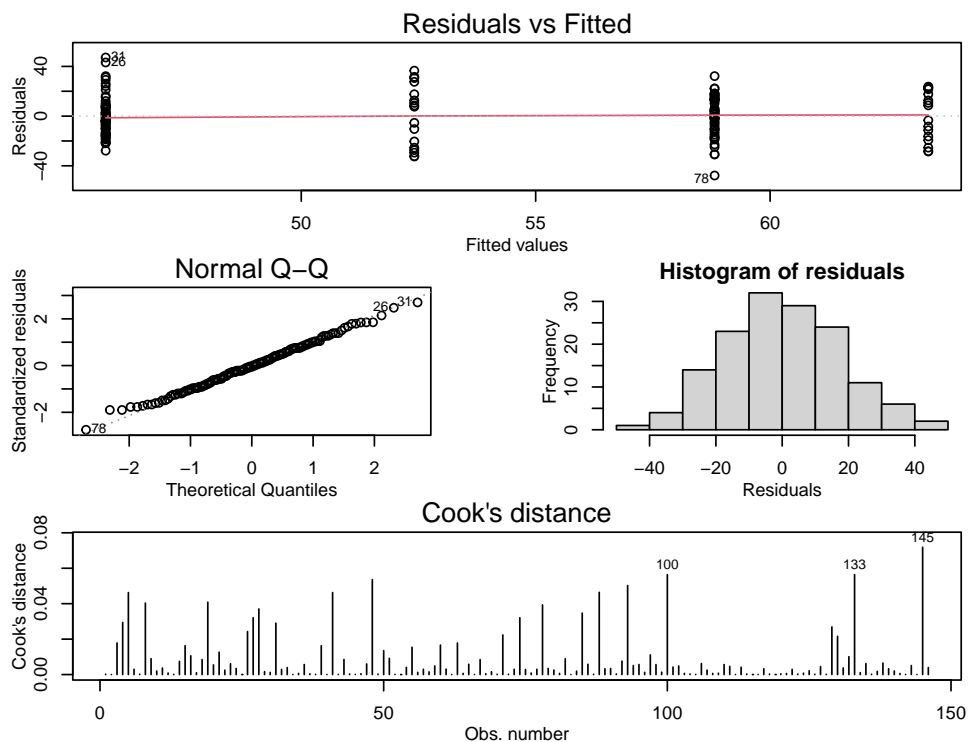 Residuals vs Fitted
Residuals
−40 0 40
31
26
78
50 55 60
Fitted values
Normal Q−Q
Standardized residuals
−2 0 2
26 31
78
−2 −1 0 1 2
Theoretical Quantiles
Histogram of residuals
Frequency
0 10 20 30
−40 −20 0 20 40
Residuals
Cook's distance
Cook's distance
0.00 0.04 0.08
100
133
145
0 50 100 150
Obs. number